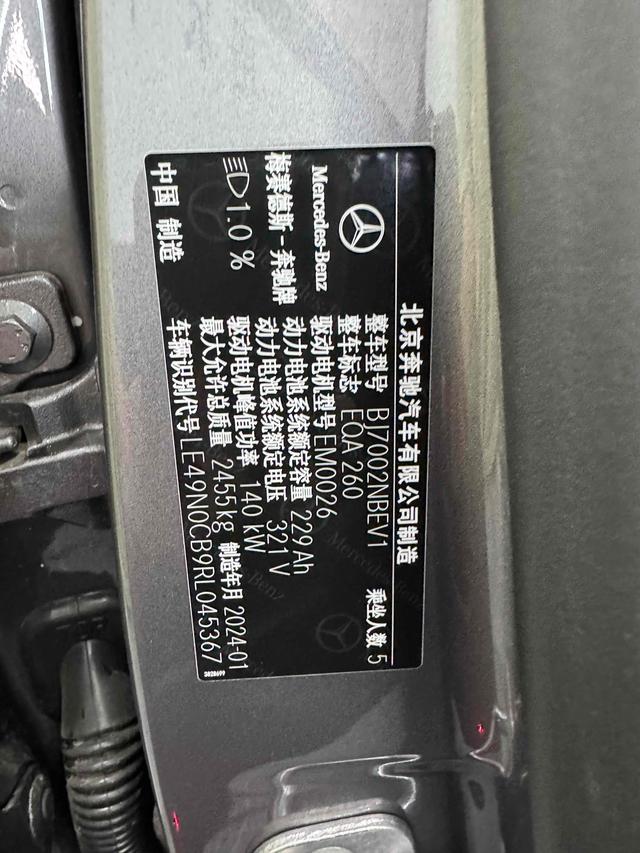 北京奔驰汽车有限公司制造
Mercedes-Benz
梅赛德斯-奔驰牌
1.0 %
中国 制造
整车型号 BJ7002NBEV1
整车标志 EQA 260
驱动电机型号 EM0026
动力电池系统额定容量 229 Ah 乘坐人数 5
动力电池系统额定电压 321 V
驱动电机峰值功率 140 kW
最大允许总质量 2455kg 制造年月 2024-01
车辆识别代号 LE49N0CB9RL045367
3828699